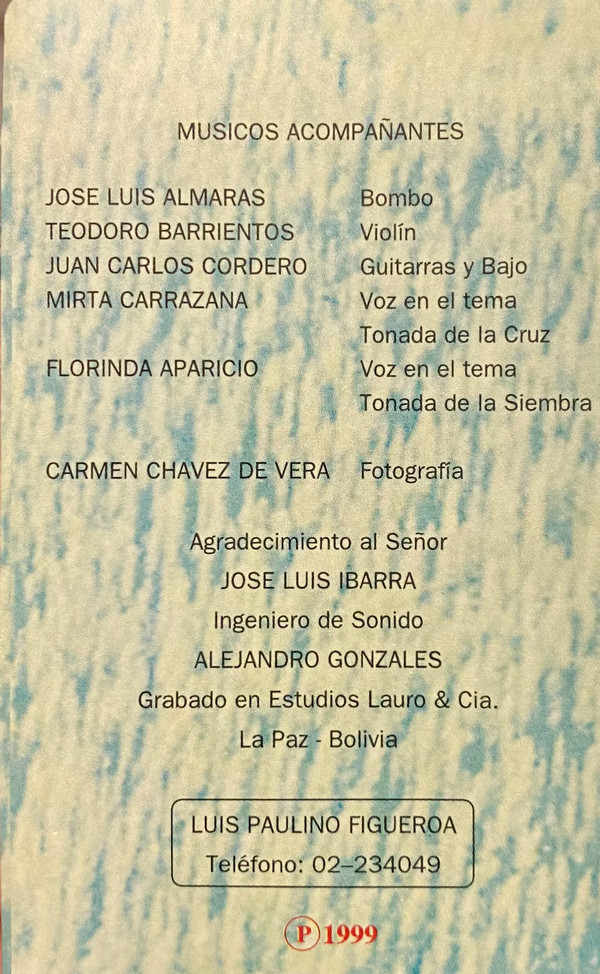 MUSICOS ACOMPAÑANTES
JOSE LUIS ALMARAS Bombo
TEODORO BARRIENTOS Violín
JUAN CARLOS CORDERO Guitarras y Bajo
MIRTA CARRAZANA Voz en el tema
Tonada de la Cruz
FLORINDA APARICIO Voz en el tema
Tonada de la Siembra
CARMEN CHAVEZ DE VERA Fotografía
Agradecimiento al Señor
JOSE LUIS IBARRA
Ingeniero de Sonido
ALEJANDRO GONZALES
Grabado en Estudios Lauro & Cia.
La Paz - Bolivia
LUIS PAULINO FIGUEROA
Teléfono: 02–234049
Ⓟ 1999